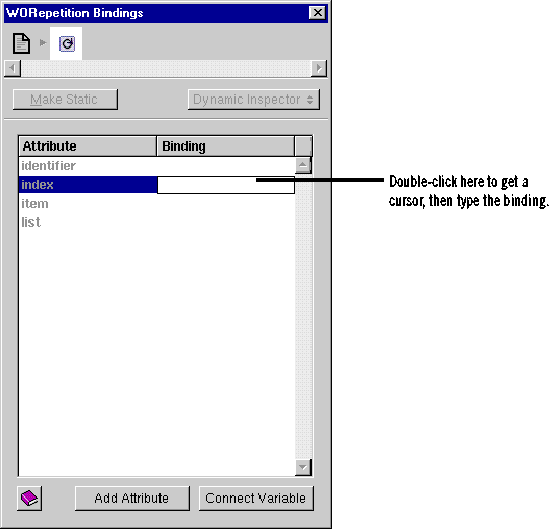 WORepetition Bindings
Make Static
Dynamic Inspector
Attribute Binding
identifier
index
item
list
Double-click here to get a
cursor, then type the binding.
Add Attribute
Connect Variable